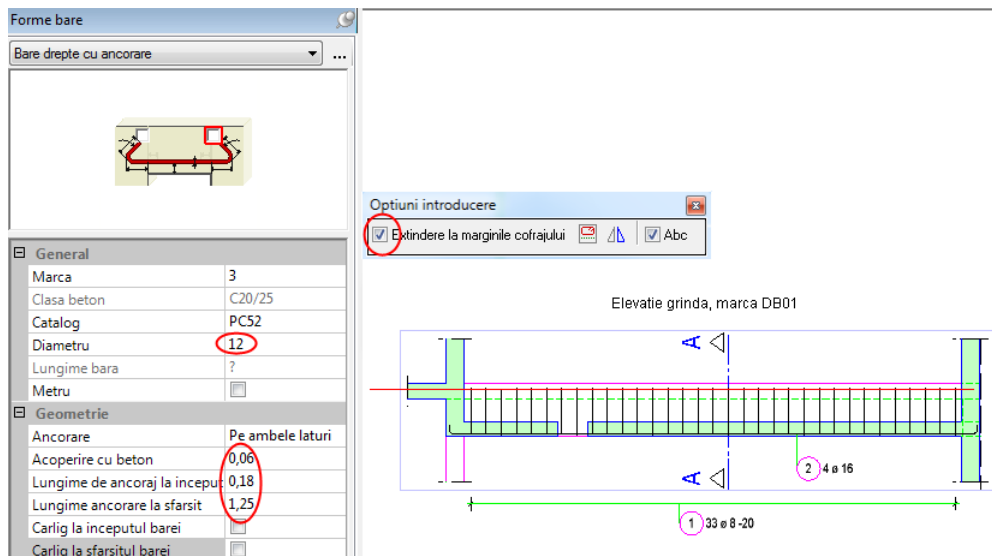 Forme bare
Bare drepte cu ancorare
...
General
Marca 3
Clasa beton C20/25
Catalog PC52
Diametru 12
Lungime bara ?
Metru
Geometrie
Ancorare Pe ambele laturi
Acoperire cu beton 0,06
Lungime de ancoraj la inceput 0,18
Lungime ancorare la sfarsit 1,25
Carlig la inceputul barei
Carlig la sfarsitul barei
Optiuni introducere
Extindere la marginile cofrajului Abc
Elevatie grinda, marca DB01
A
A
2 4 ø 16
1 33 ø 8 -20